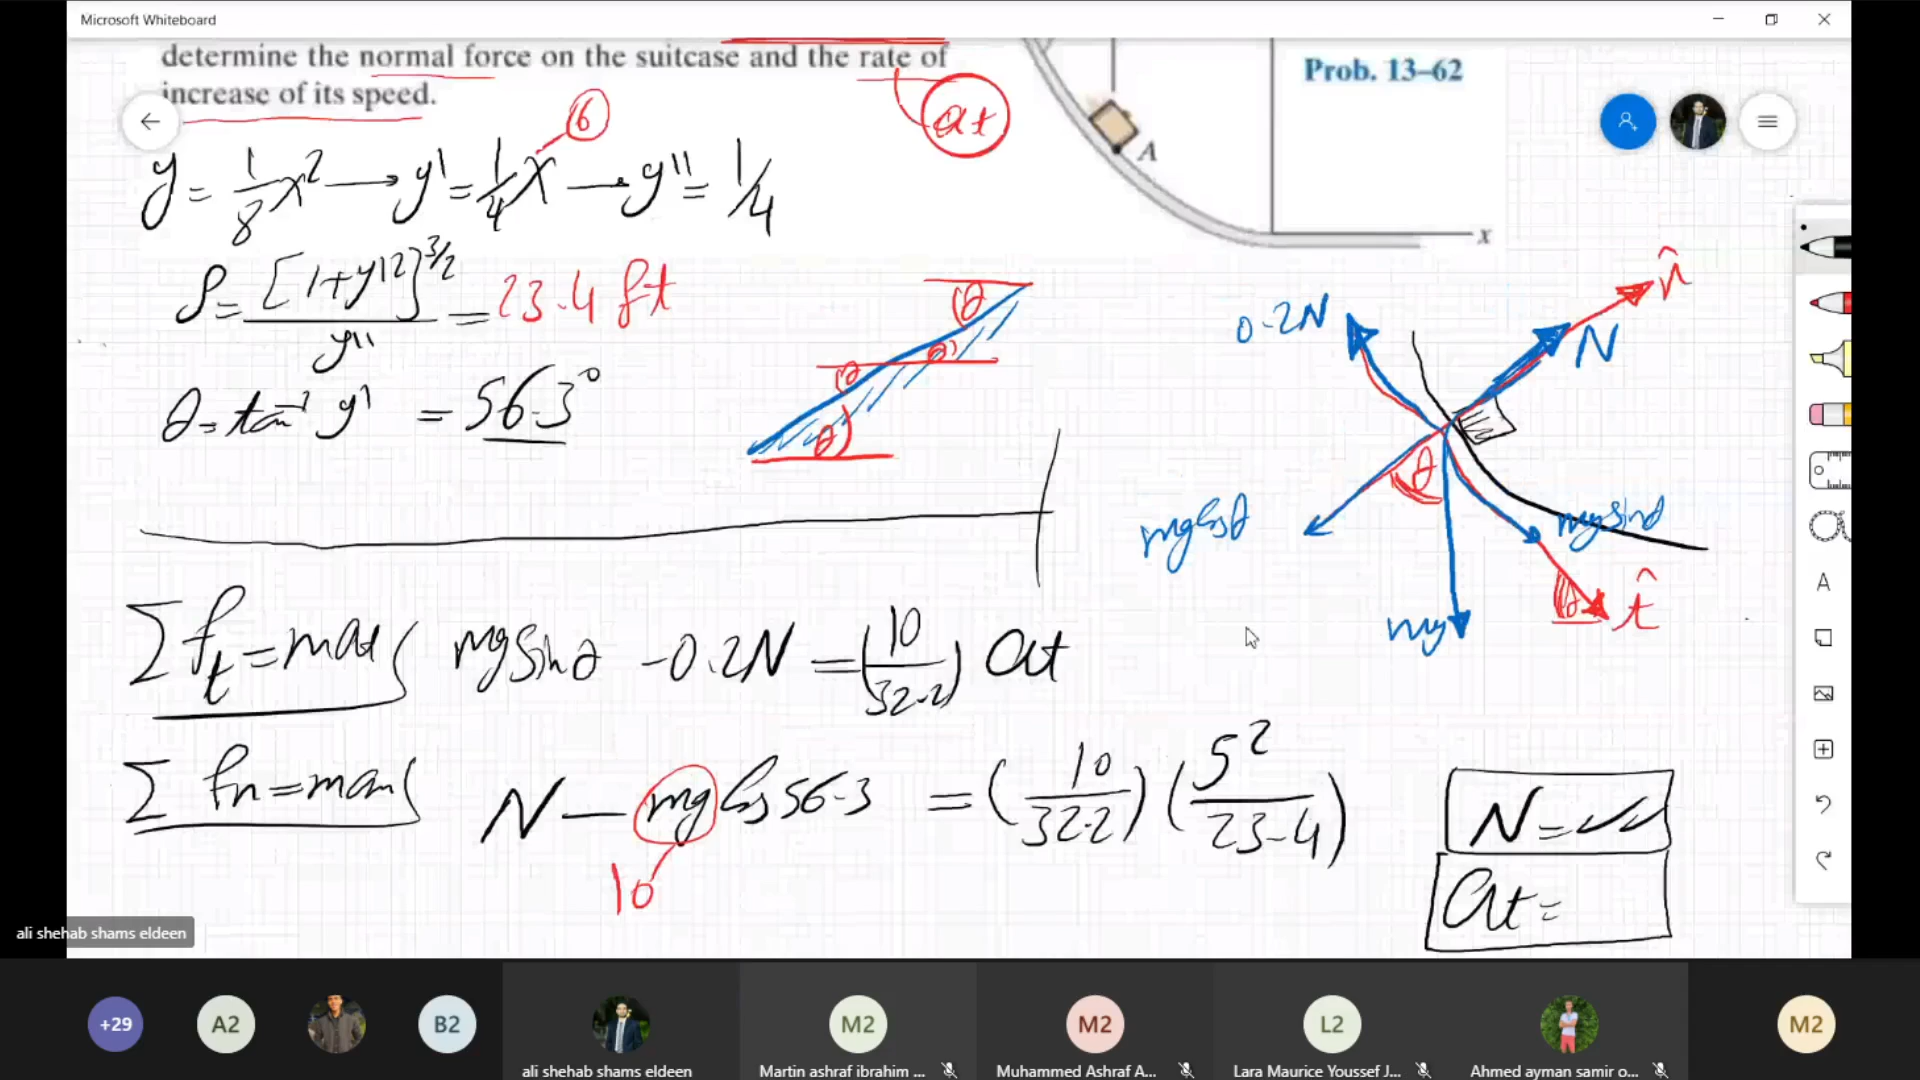 Microsoft Whiteboard
determine the normal force on the suitcase and the rate of
increase of its speed.
at
Prob. 13–62
A
x
6
y = 1/8 x² → y' = 1/4 x → y'' = 1/4
ρ = [1+y'²]^3/2 / y'' = 23.4 ft
θ = tan⁻¹ y' = 56.3°
θ
θ
θ
θ
0.2N
N
n̂
θ
mg cosθ
mg sinθ
mg
θ
t̂
Σ Ft = mat { mg sinθ - 0.2N = (10/32.2) at
Σ Fn = man { N - mg cos 56.3 = (10/32.2) (5²/23.4)
10
N =
at =
A
ali shehab shams eldeen
+29
A2
B2
M2
M2
L2
M2
ali shehab shams eldeen
Martin ashraf ibrahim ...
Muhammed Ashraf A...
Lara Maurice Youssef J...
Ahmed ayman samir o...